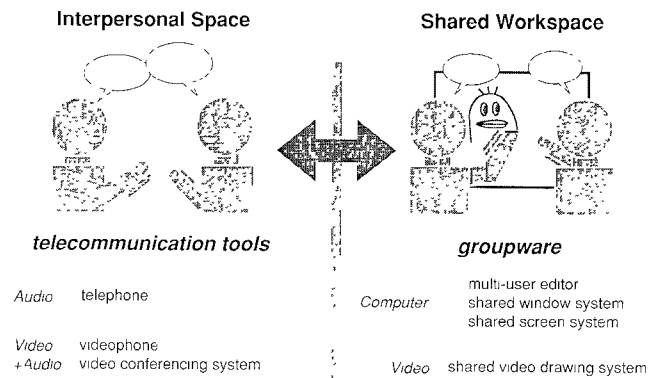 Interpersonal Space
Shared Workspace
telecommunication tools
groupware
Audio telephone
Video videophone
+Audio video conferencing system
multi-user editor
Computer shared window system
shared screen system
Video shared video drawing system